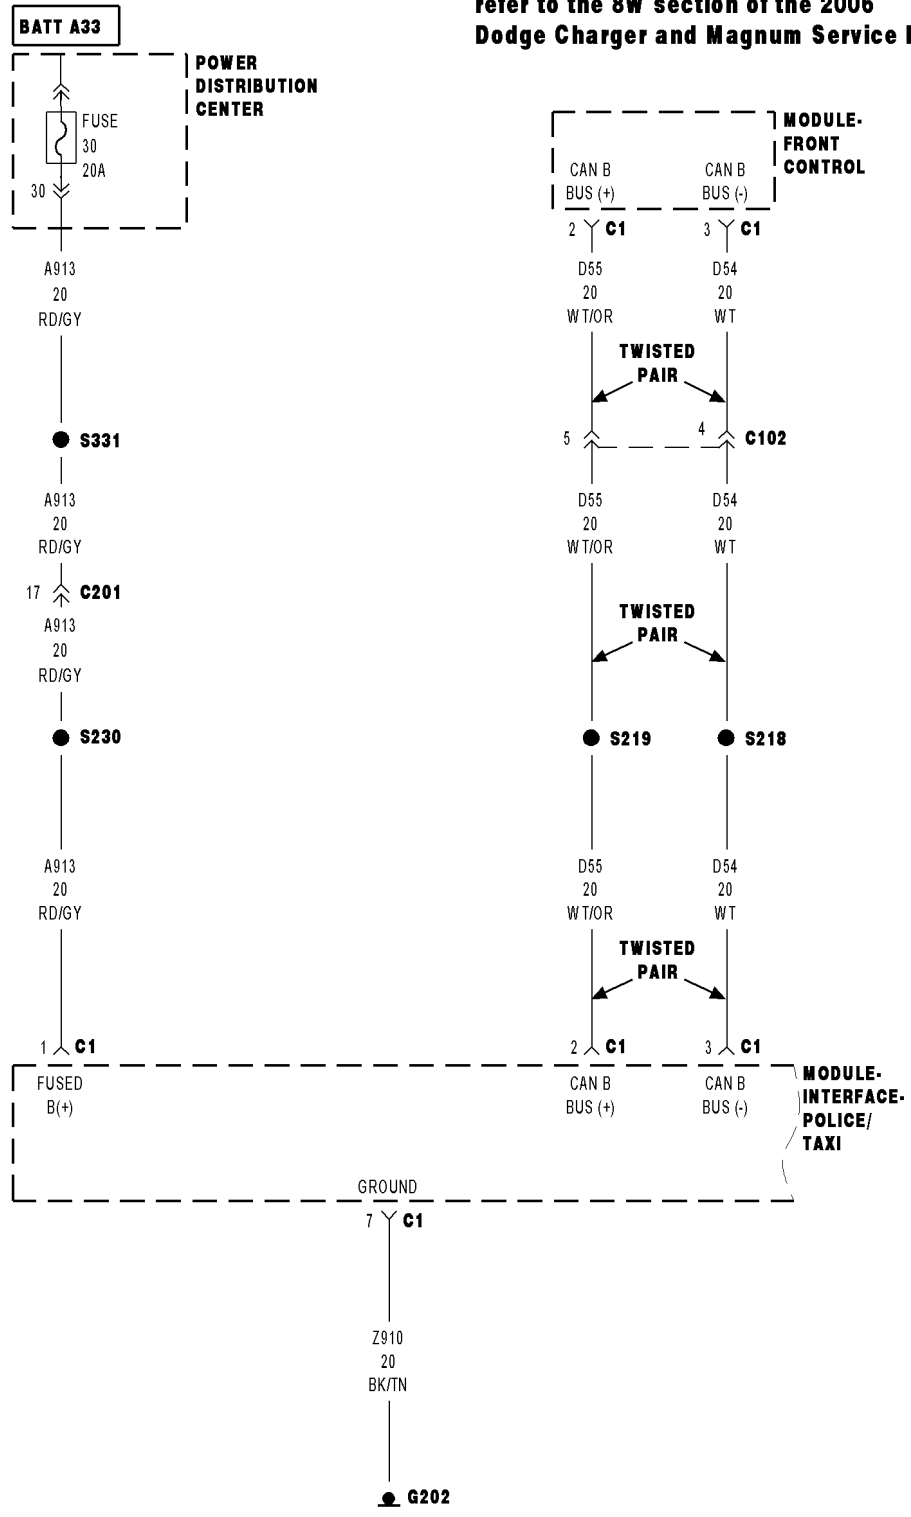 refer to the 8W section of the 2006
Dodge Charger and Magnum Service
BATT A33
POWER
DISTRIBUTION
CENTER
FUSE
30
20A
30
MODULE-
FRONT
CONTROL
CAN B
BUS (+)
CAN B
BUS (-)
2 C1
3 C1
A913
20
RD/GY
D55
20
WT/OR
D54
20
WT
TWISTED
PAIR
S331
5
4
C102
A913
20
RD/GY
D55
20
WT/OR
D54
20
WT
17 C201
A913
20
RD/GY
TWISTED
PAIR
S230
S219
S218
A913
20
RD/GY
D55
20
WT/OR
D54
20
WT
TWISTED
PAIR
1 C1
2 C1
3 C1
FUSED
B(+)
CAN B
BUS (+)
CAN B
BUS (-)
MODULE-
INTERFACE-
POLICE/
TAXI
GROUND
7 C1
Z910
20
BK/TN
G202